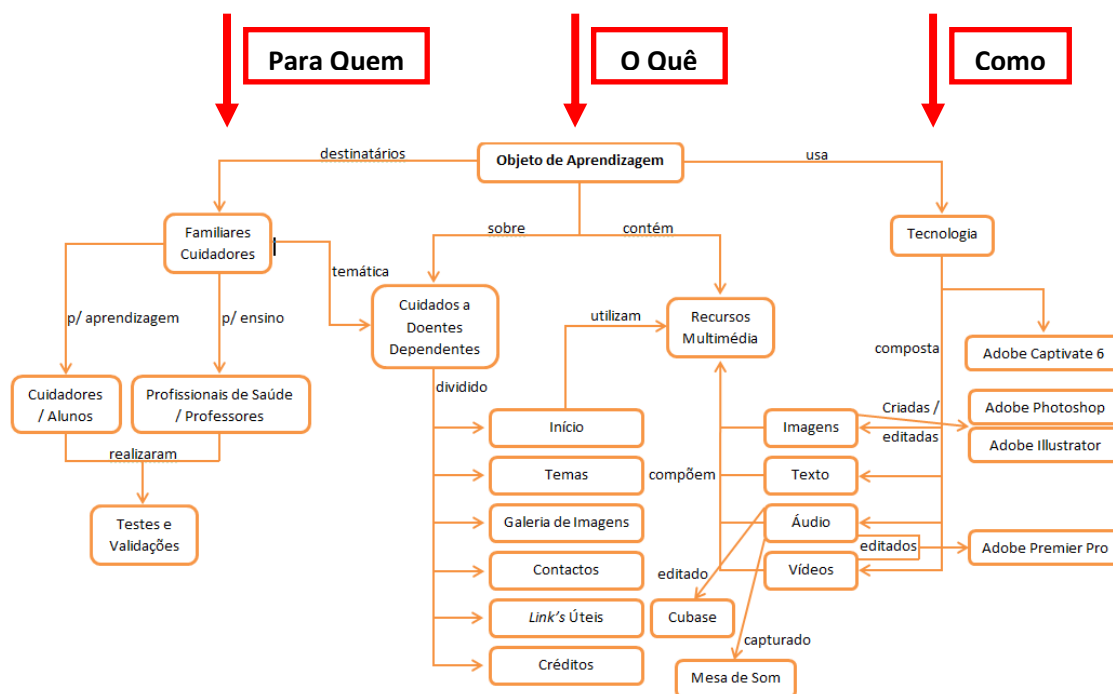 Para Quem
O Quê
Como
destinatários
Objeto de Aprendizagem
usa
Familiares
Cuidadores
sobre
contém
Tecnologia
temática
Cuidados a
Doentes
Dependentes
utilizam
Recursos
Multimédia
p/ aprendizagem
p/ ensino
composta
Adobe Captivate 6
Cuidadores
/ Alunos
Profissionais de Saúde
/ Professores
dividido
Criadas /
editadas
Adobe Photoshop
Adobe Illustrator
Início
Imagens
realizaram
Temas
compõem
Texto
Testes e
Validações
Galeria de Imagens
Áudio
editados
Adobe Premier Pro
Contactos
editado
Vídeos
Link's Úteis
Cubase
capturado
Créditos
Mesa de Som